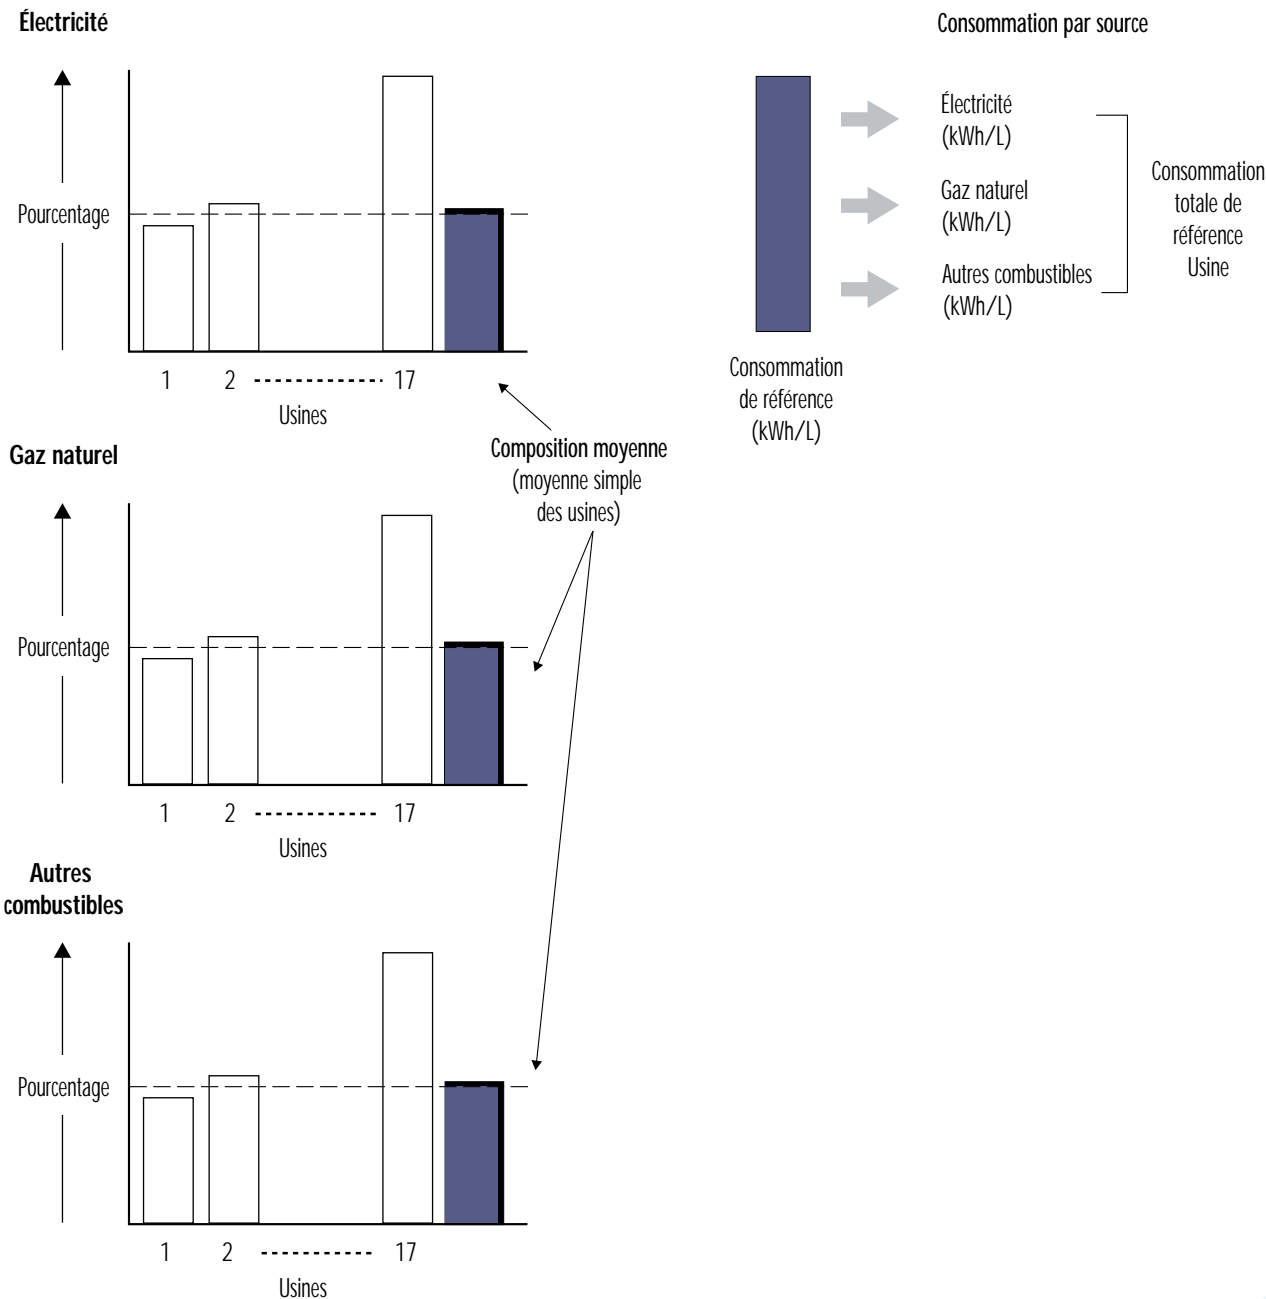 Électricité
Pourcentage
1 2 17
Usines
Composition moyenne
(moyenne simple
des usines)
Gaz naturel
Pourcentage
1 2 17
Usines
Autres
combustibles
Pourcentage
1 2 17
Usines
Consommation par source
Électricité
(kWh/L)
Gaz naturel
(kWh/L)
Autres combustibles
(kWh/L)
Consommation
totale de
référence
Usine
Consommation
de référence
(kWh/L)